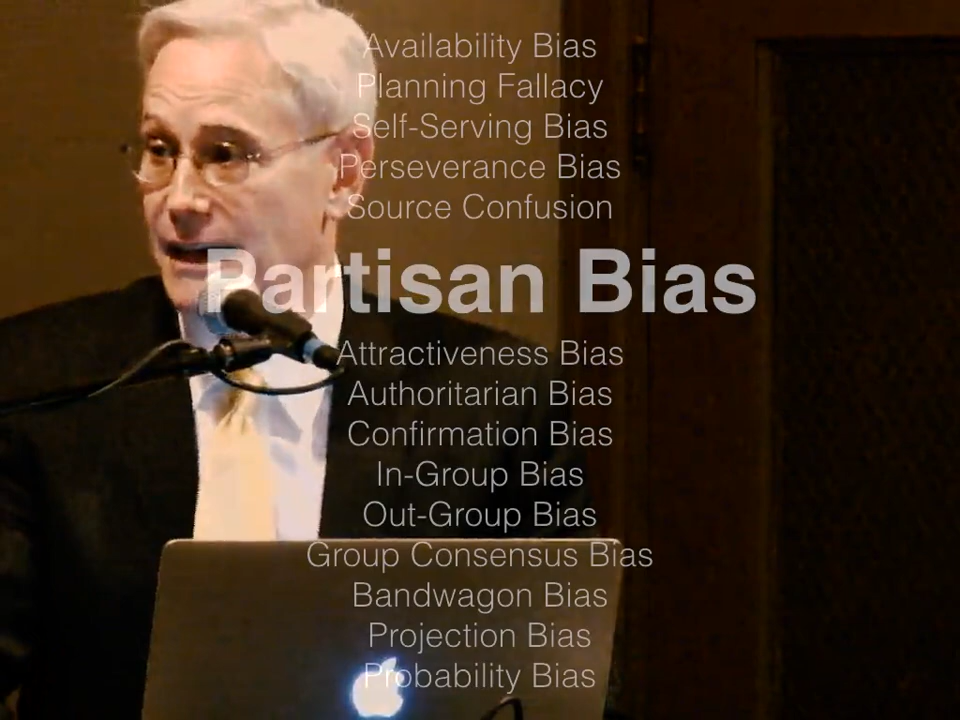 Availability Bias
Planning Fallacy
Self-Serving Bias
Perseverance Bias
Source Confusion
Partisan Bias
Attractiveness Bias
Authoritarian Bias
Confirmation Bias
In-Group Bias
Out-Group Bias
Group Consensus Bias
Bandwagon Bias
Projection Bias
Probability Bias